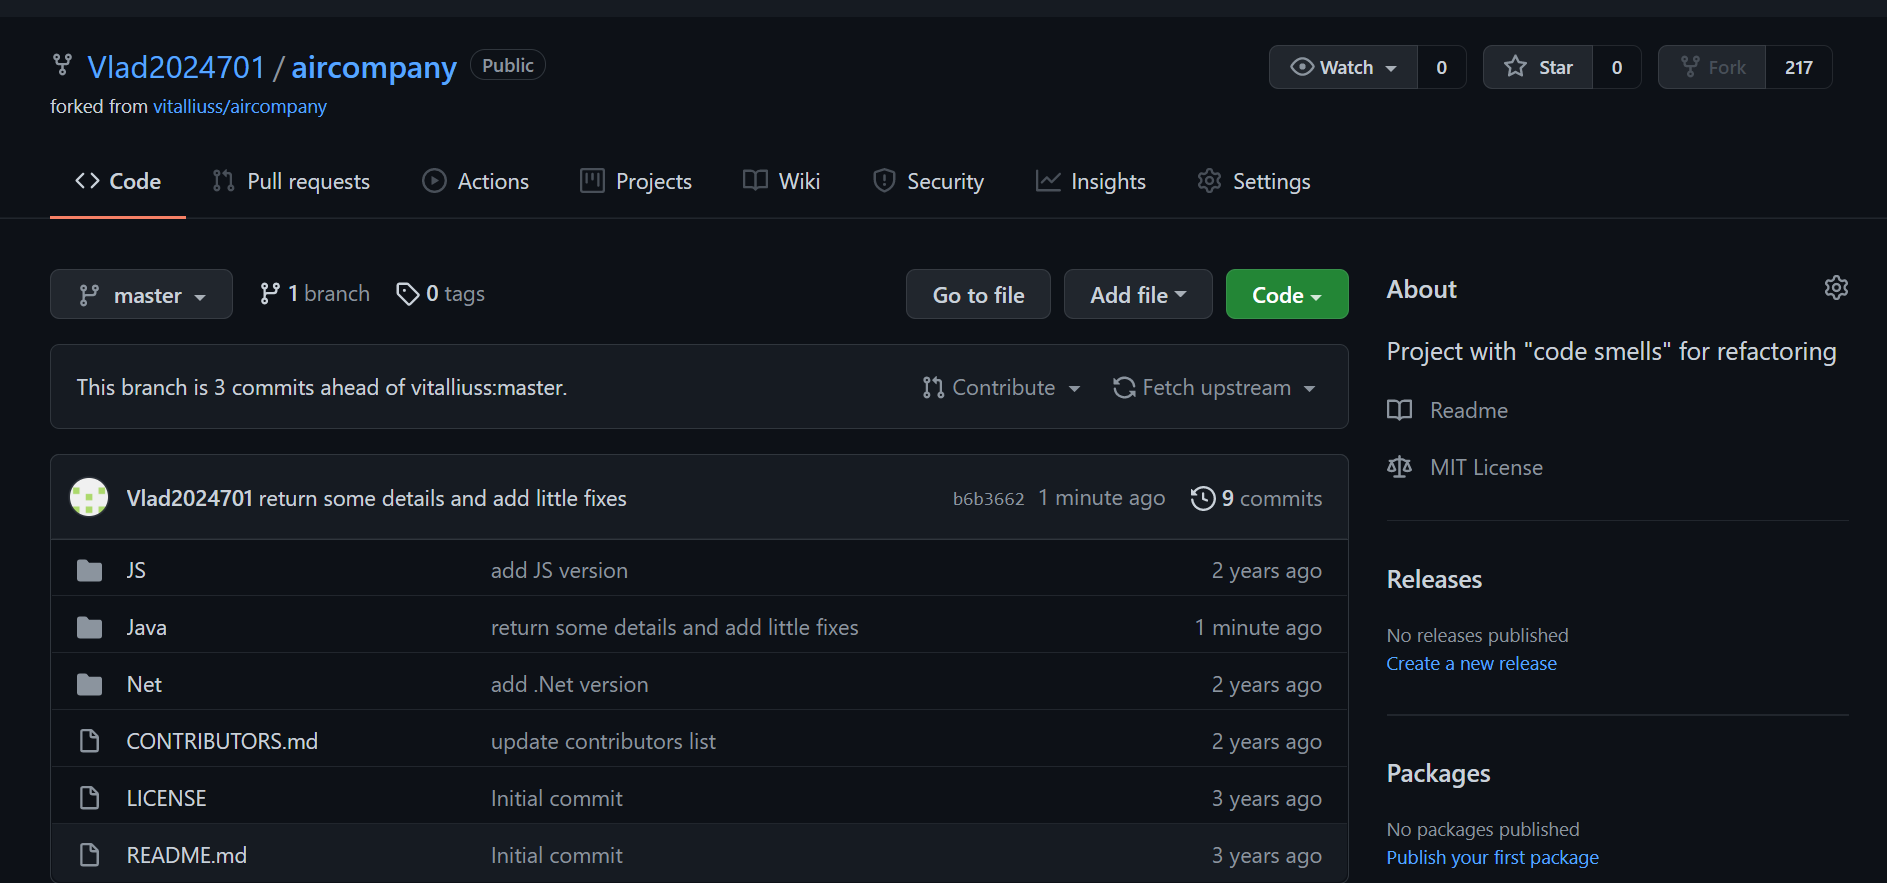 Vlad2024701 / aircompany Public
Watch 0 Star 0 Fork 217
forked from vitalliuss/aircompany
Code Pull requests Actions Projects Wiki Security Insights Settings
master 1 branch 0 tags Go to file Add file Code
This branch is 3 commits ahead of vitalliuss:master. Contribute Fetch upstream
Vlad2024701 return some details and add little fixes b6b3662 1 minute ago 9 commits
JS add JS version 2 years ago
Java return some details and add little fixes 1 minute ago
Net add .Net version 2 years ago
CONTRIBUTORS.md update contributors list 2 years ago
LICENSE Initial commit 3 years ago
README.md Initial commit 3 years ago
About
Project with "code smells" for refactoring
Readme
MIT License
Releases
No releases published
Create a new release
Packages
No packages published
Publish your first package